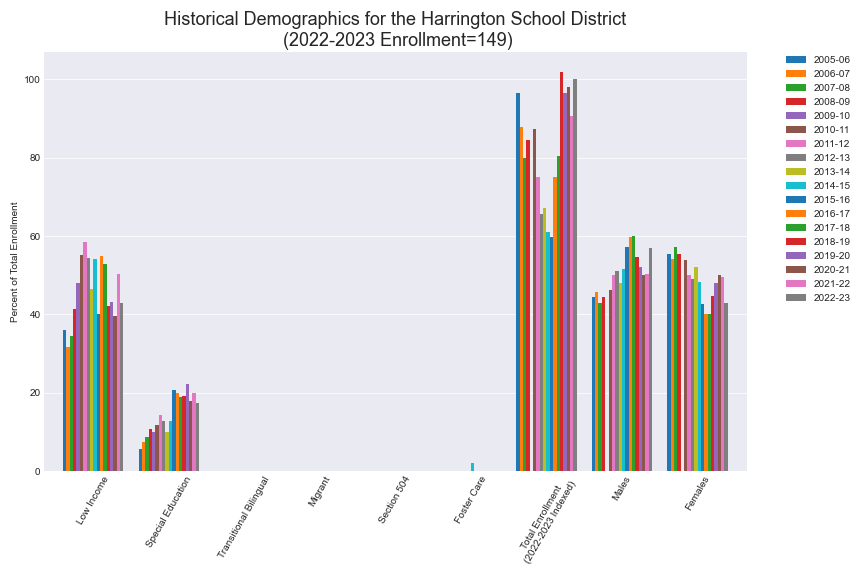 Historical Demographics for the Harrington School District
(2022-2023 Enrollment=149)
Percent of Total Enrollment
100
80
60
40
20
0
Low Income
Special Education
Transitional Bilingual
Migrant
Section 504
Foster Care
Total Enrollment
(2022-2023 Indexed)
Males
Females
2005-06
2006-07
2007-08
2008-09
2009-10
2010-11
2011-12
2012-13
2013-14
2014-15
2015-16
2016-17
2017-18
2018-19
2019-20
2020-21
2021-22
2022-23